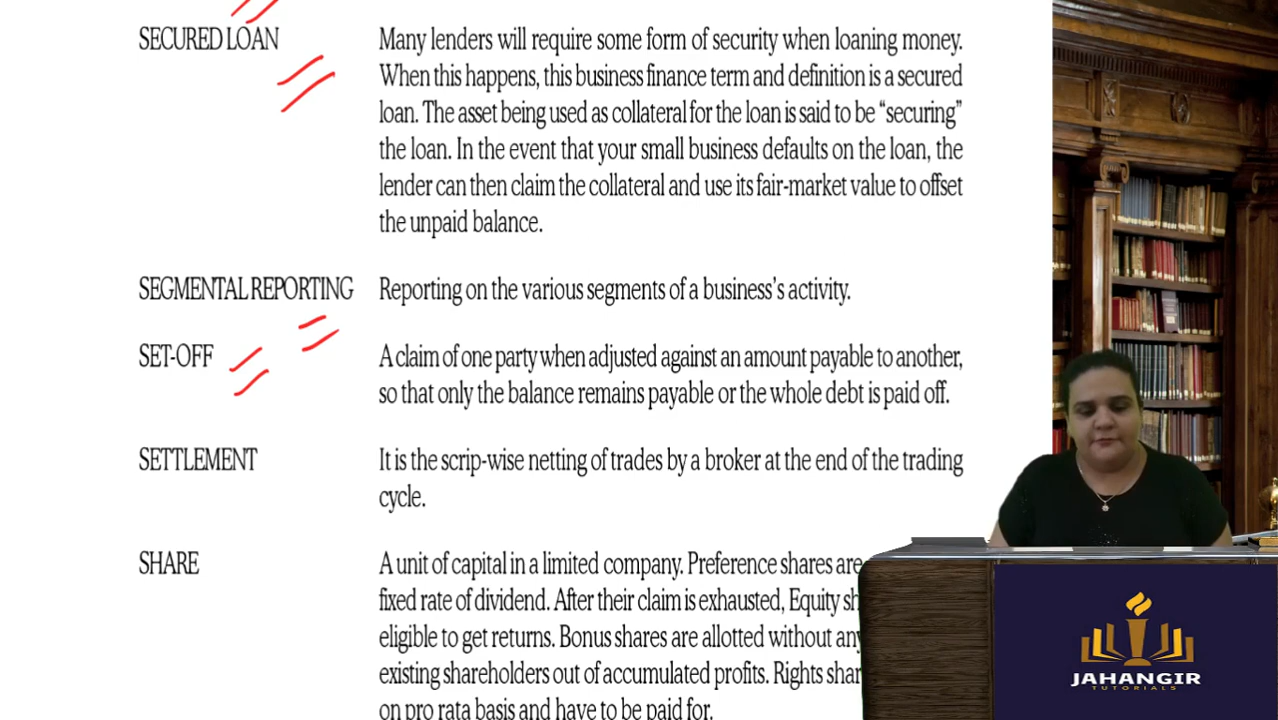 SECURED LOAN
Many lenders will require some form of security when loaning money.
When this happens, this business finance term and definition is a secured
loan. The asset being used as collateral for the loan is said to be “securing”
the loan. In the event that your small business defaults on the loan, the
lender can then claim the collateral and use its fair-market value to offset
the unpaid balance.
SEGMENTAL REPORTING
Reporting on the various segments of a business’s activity.
SET-OFF
A claim of one party when adjusted against an amount payable to another,
so that only the balance remains payable or the whole debt is paid off.
SETTLEMENT
It is the scrip-wise netting of trades by a broker at the end of the trading
cycle.
SHARE
A unit of capital in a limited company. Preference shares are
fixed rate of dividend. After their claim is exhausted, Equity
eligible to get returns. Bonus shares are allotted without any
existing shareholders out of accumulated profits. Rights
on pro rata basis and have to be paid for.
JAHANGIR
TUTORIALS